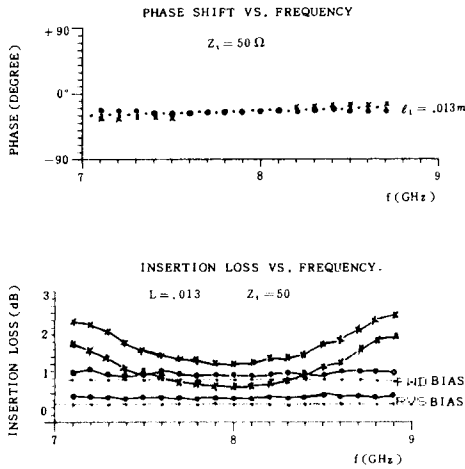 PHASE SHIFT VS. FREQUENCY
Z₁ = 50 Ω
PHASE (DEGREE)
+90
0°
−90
ℓ₁ = .013m
7
8
9
f(GHz)
INSERTION LOSS VS. FREQUENCY.
L = .013 Z₁ = 50
INSERTION LOSS (dB)
3
2
1
0
FWD BIAS
RVS BIAS
7
8
9
f(GHz)